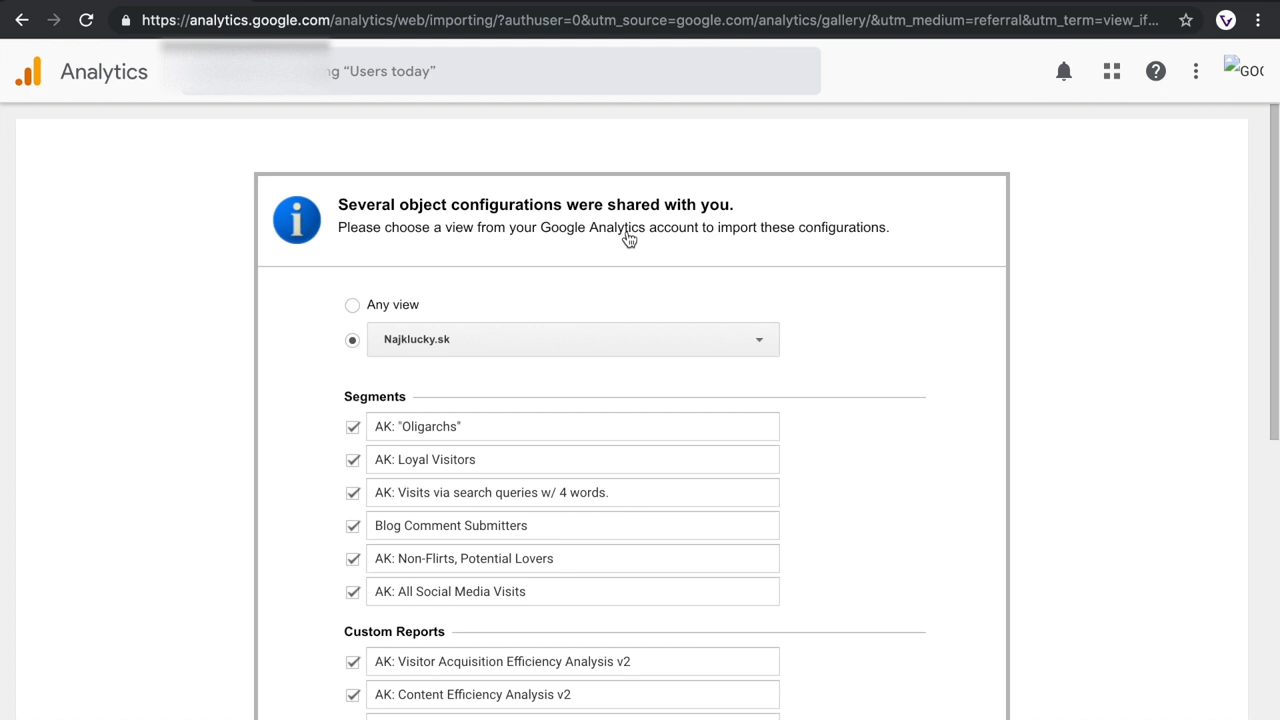 https://analytics.google.com/analytics/web/importing/?authuser=0&utm_source=google.com/analytics/gallery/&utm_medium=referral&utm_term=view_if...
Analytics
ng “Users today”
GOO
Several object configurations were shared with you.
Please choose a view from your Google Analytics account to import these configurations.
Any view
Najklucky.sk
Segments
AK: "Oligarchs"
AK: Loyal Visitors
AK: Visits via search queries w/ 4 words.
Blog Comment Submitters
AK: Non-Flirts, Potential Lovers
AK: All Social Media Visits
Custom Reports
AK: Visitor Acquisition Efficiency Analysis v2
AK: Content Efficiency Analysis v2